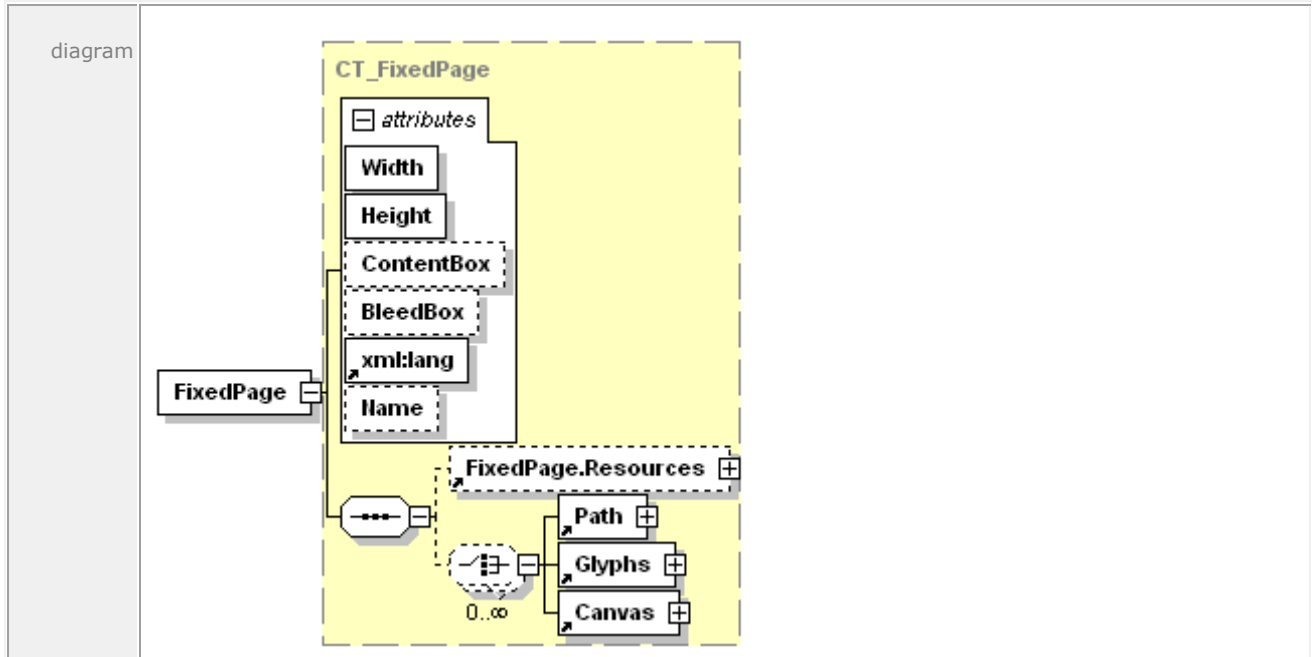 diagram
CT_FixedPage
attributes
Width
Height
ContentBox
BleedBox
xml:lang
FixedPage
Name
FixedPage.Resources
Path
Glyphs
0..∞
Canvas